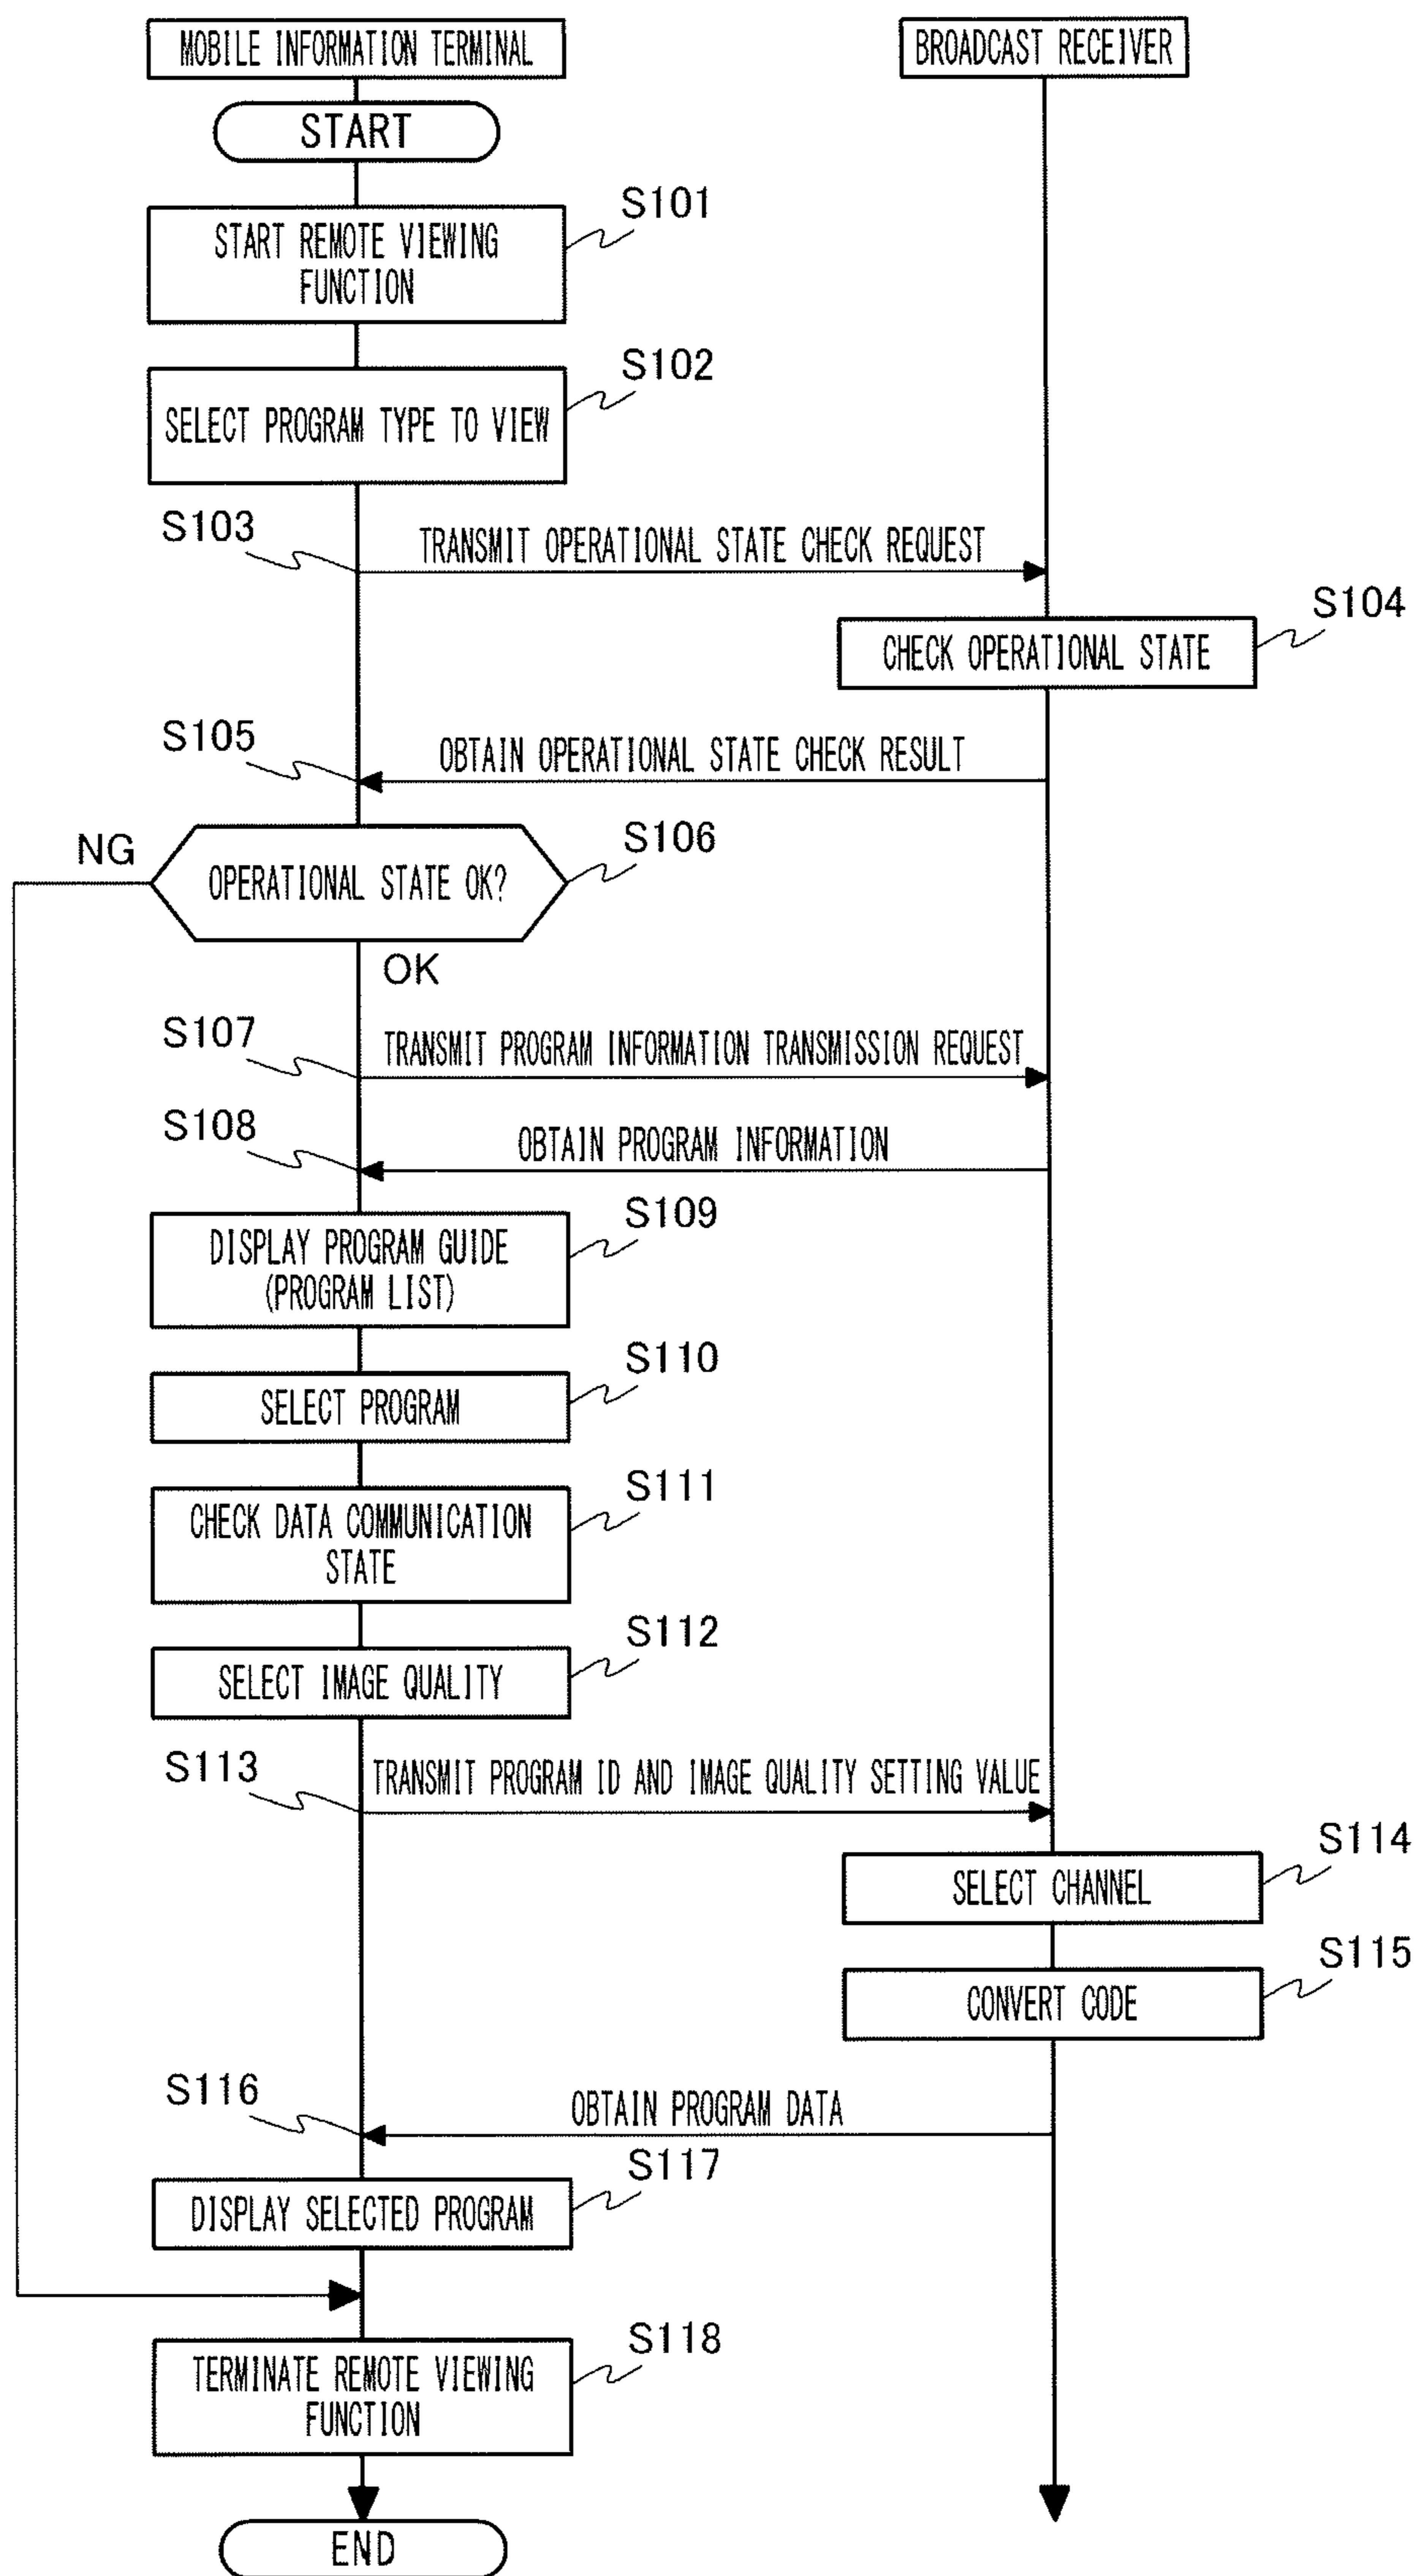 MOBILE INFORMATION TERMINAL
BROADCAST RECEIVER
START
S101
START REMOTE VIEWING
FUNCTION
S102
SELECT PROGRAM TYPE TO VIEW
S103
TRANSMIT OPERATIONAL STATE CHECK REQUEST
S104
CHECK OPERATIONAL STATE
S105
OBTAIN OPERATIONAL STATE CHECK RESULT
NG
S106
OPERATIONAL STATE OK?
OK
S107
TRANSMIT PROGRAM INFORMATION TRANSMISSION REQUEST
S108
OBTAIN PROGRAM INFORMATION
S109
DISPLAY PROGRAM GUIDE
(PROGRAM LIST)
S110
SELECT PROGRAM
S111
CHECK DATA COMMUNICATION
STATE
S112
SELECT IMAGE QUALITY
S113
TRANSMIT PROGRAM ID AND IMAGE QUALITY SETTING VALUE
S114
SELECT CHANNEL
S115
CONVERT CODE
S116
OBTAIN PROGRAM DATA
S117
DISPLAY SELECTED PROGRAM
S118
TERMINATE REMOTE VIEWING
FUNCTION
END